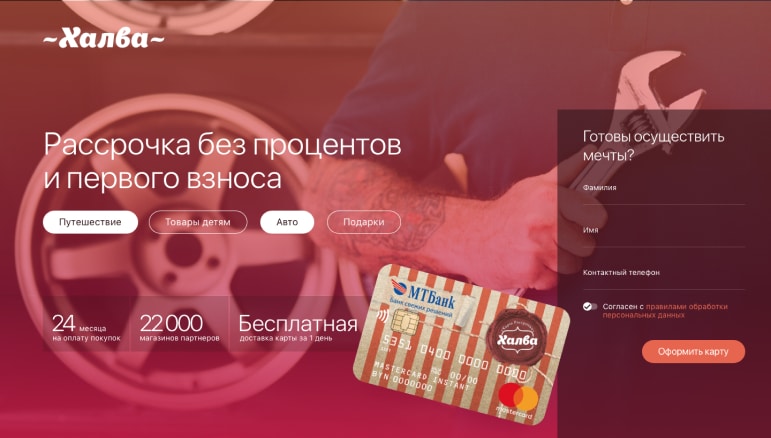 ~Халва~
Рассрочка без процентов
и первого взноса
Путешествие
Товары детям
Авто
Подарки
24 месяца
на оплату покупок
22 000
магазинов партнеров
Бесплатная
доставка карты за 1 день
МТБанк
Банк свежих решений
Халва
5351 0400 0000 0000
00/00
MASTERCARD INSTANT
BYN 0000000
mastercard
Готовы осуществить
мечты?
Фамилия
Имя
Контактный телефон
Согласен с правилами обработки
персональных данных
Оформить карту